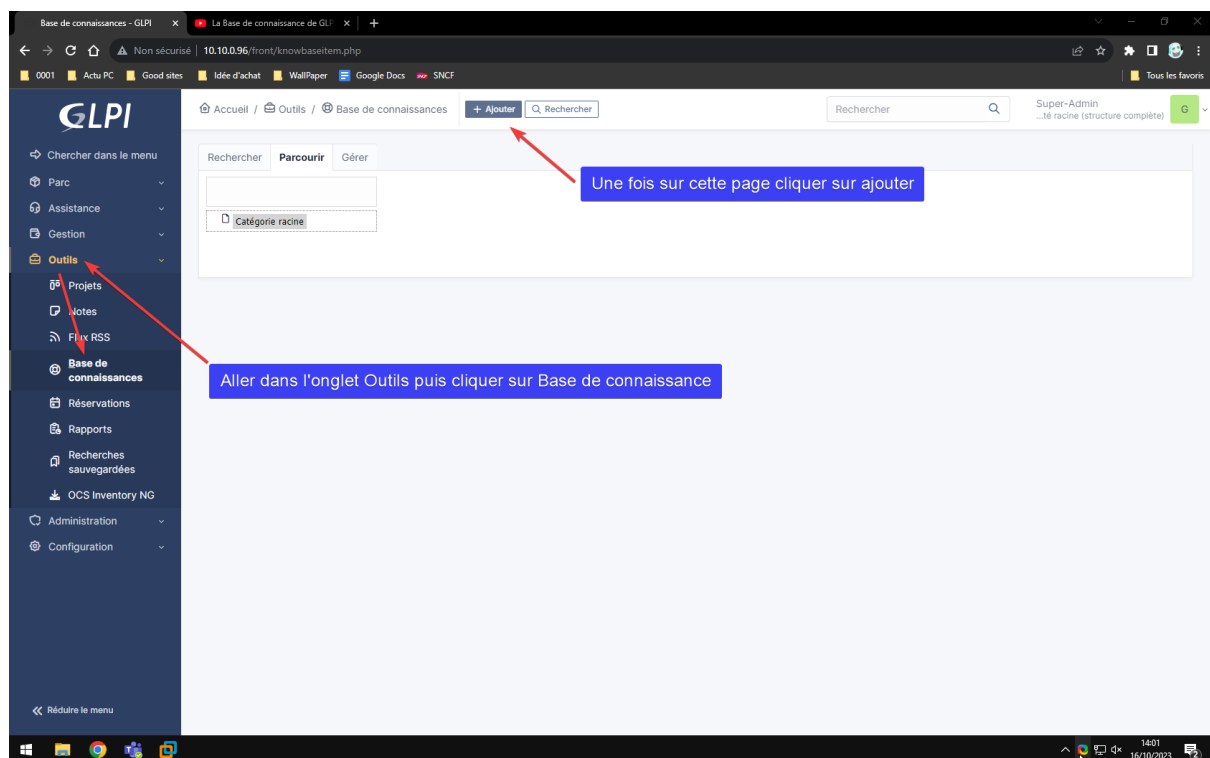 Base de connaissances - GLPI
La Base de connaissance de GLP
Non sécurisé | 10.10.0.96/front/knowbaseitem.php
0001 Actu PC Good sites Idée d'achat WallPaper Google Docs SNCF Tous les favoris
GLPI
Accueil / Outils / Base de connaissances + Ajouter Rechercher Rechercher Super-Admin G
...té racine (structure complète)
Chercher dans le menu
Rechercher Parcourir Gérer
Parc
Une fois sur cette page cliquer sur ajouter
Assistance
Catégorie racine
Gestion
Outils
Projets
Notes
Flux RSS
Base de
connaissances
Aller dans l'onglet Outils puis cliquer sur Base de connaissance
Réservations
Rapports
Recherches
sauvegardées
OCS Inventory NG
Administration
Configuration
Réduire le menu
14:01
16/10/2023
2